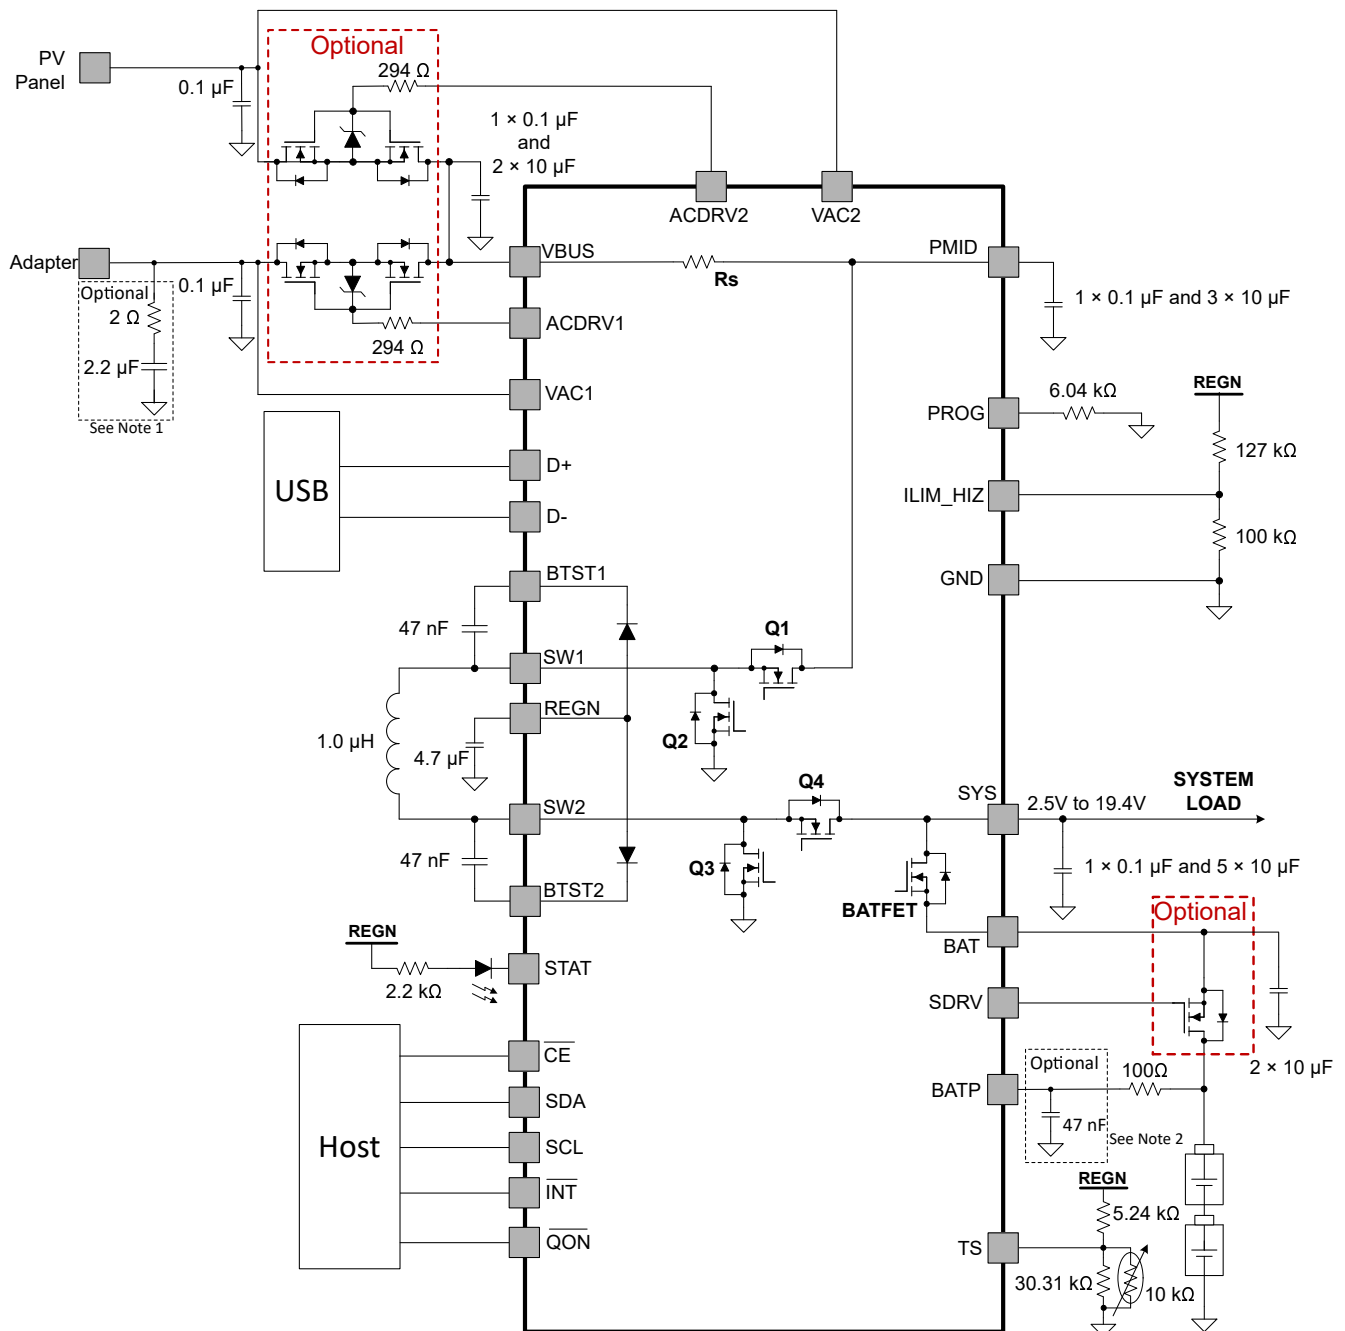 Optional
PV
Panel
0.1 µF
294 Ω
1 × 0.1 µF
and
2 × 10 µF
ACDRV2
VAC2
Adapter
Optional
2 Ω
2.2 µF
See Note 1
0.1 µF
294 Ω
VBUS
ACDRV1
VAC1
Rs
PMID
1 × 0.1 µF and 3 × 10 µF
PROG
6.04 kΩ
REGN
127 kΩ
ILIM_HIZ
100 kΩ
GND
USB
D+
D-
BTST1
47 nF
SW1
REGN
1.0 µH
4.7 µF
SW2
47 nF
BTST2
Q1
Q2
Q4
Q3
BATFET
SYS
2.5V to 19.4V
SYSTEM
LOAD
1 × 0.1 µF and 5 × 10 µF
Optional
BAT
SDRV
2 × 10 µF
BATP
Optional
100Ω
47 nF
See Note 2
REGN
5.24 kΩ
TS
30.31 kΩ
10 kΩ
REGN
2.2 kΩ
STAT
Host
CE
SDA
SCL
INT
QON